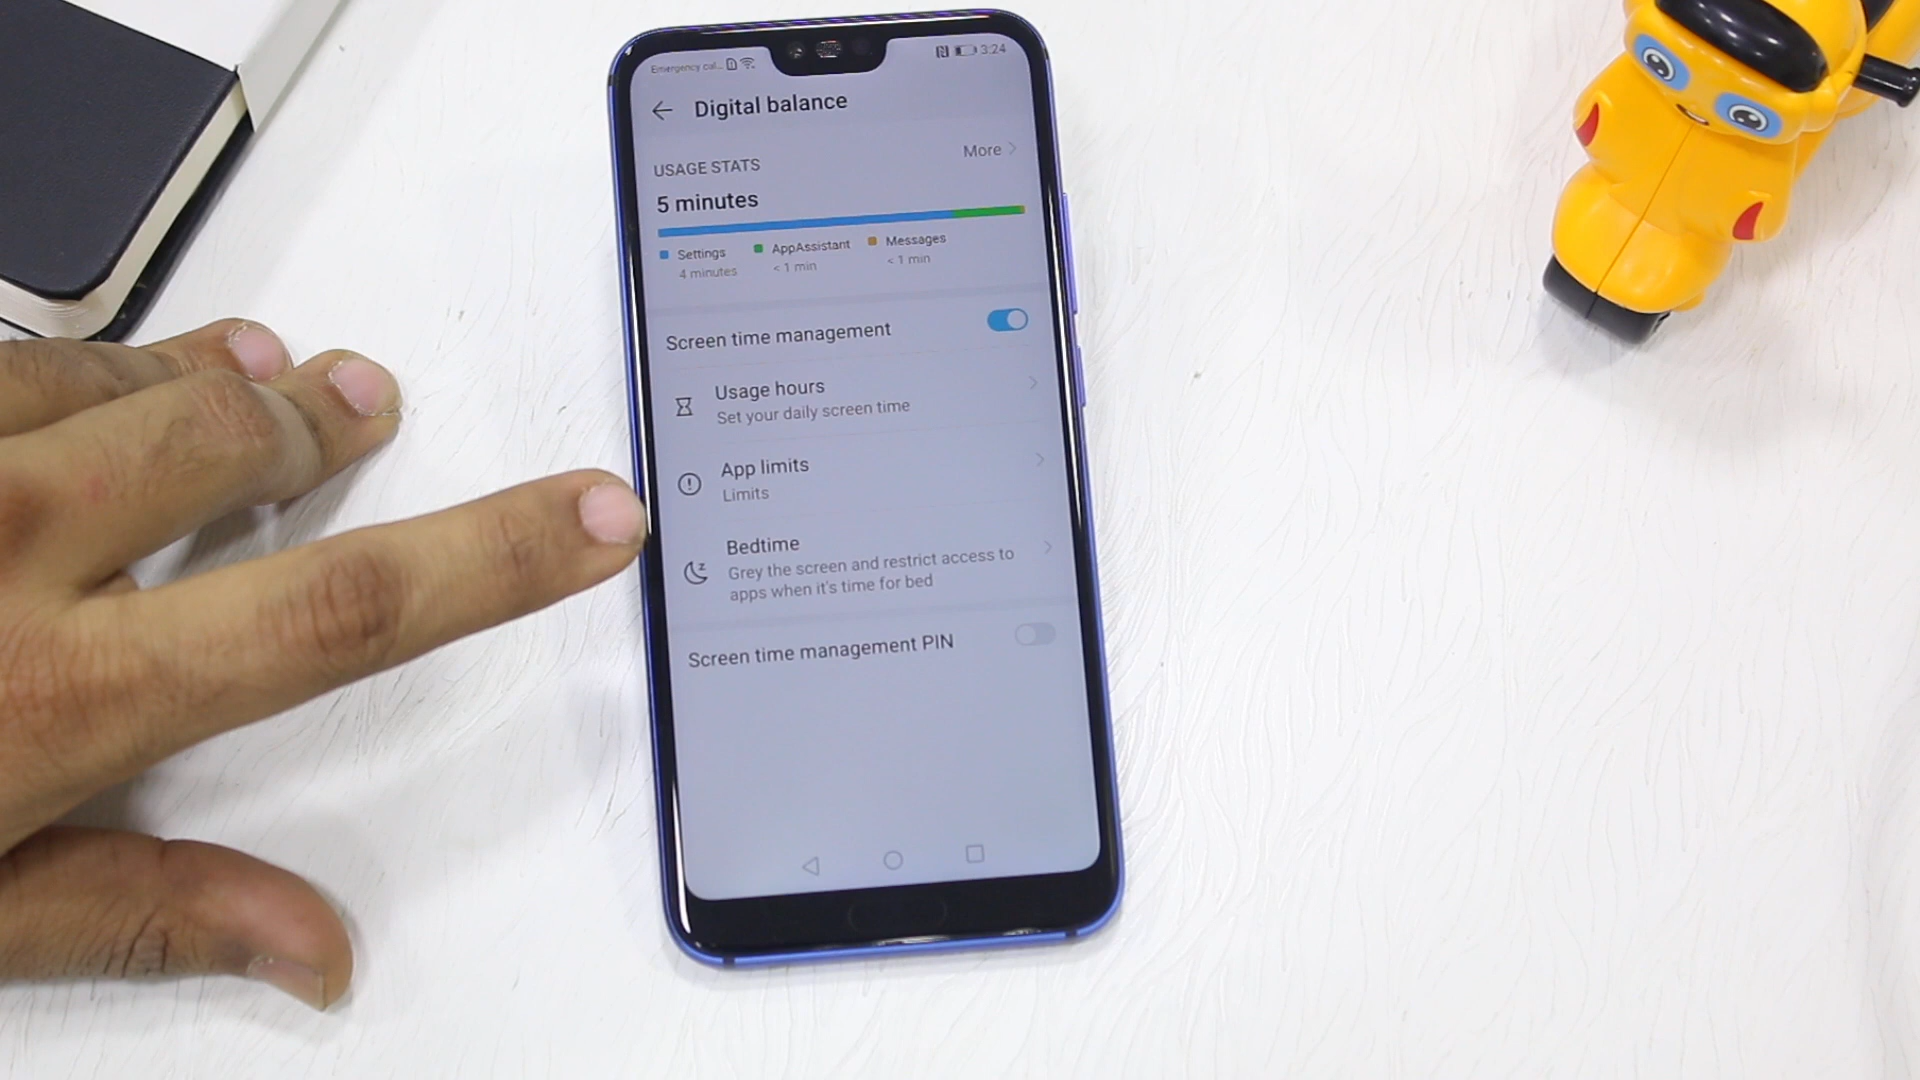 Emergency cal... 3:24
Digital balance
USAGE STATS
More
5 minutes
Settings AppAssistant Messages
4 minutes < 1 min < 1 min
Screen time management
Usage hours
Set your daily screen time
App limits
Limits
Bedtime
Grey the screen and restrict access to
apps when it's time for bed
Screen time management PIN